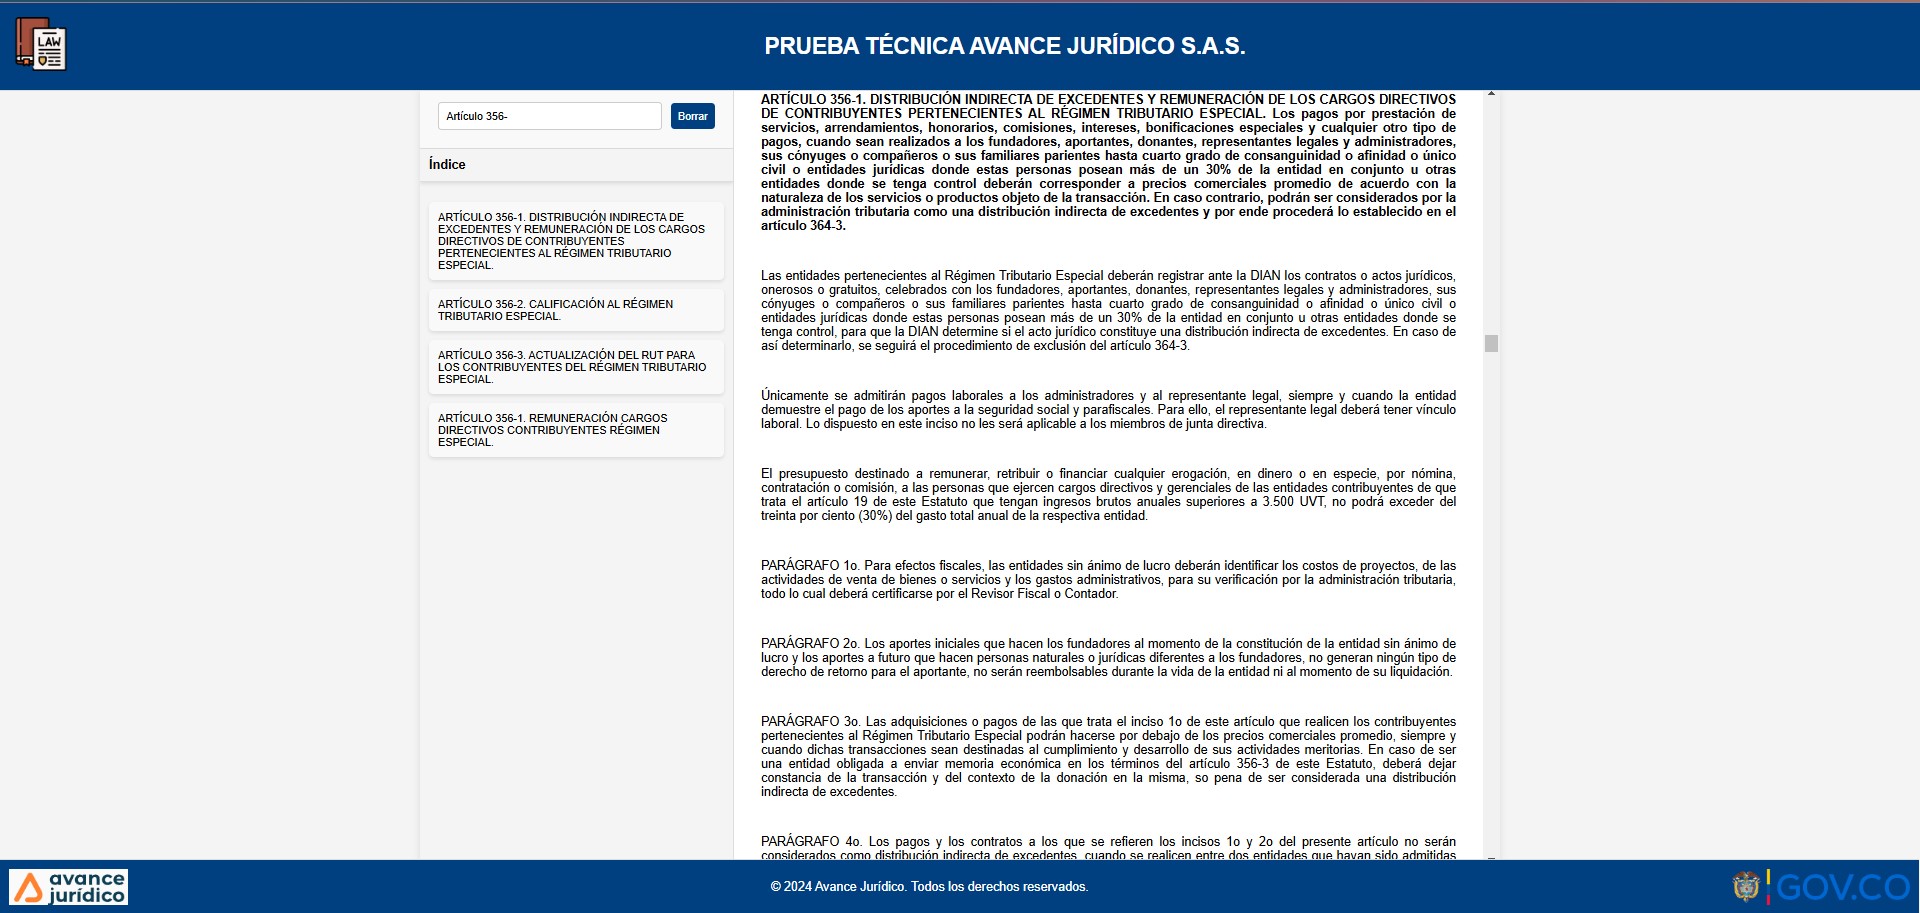 LAW
PRUEBA TÉCNICA AVANCE JURÍDICO S.A.S.
Artículo 356-
Borrar
Índice
ARTÍCULO 356-1. DISTRIBUCIÓN INDIRECTA DE
EXCEDENTES Y REMUNERACIÓN DE LOS CARGOS
DIRECTIVOS DE CONTRIBUYENTES
PERTENECIENTES AL RÉGIMEN TRIBUTARIO
ESPECIAL.
ARTÍCULO 356-2. CALIFICACIÓN AL RÉGIMEN
TRIBUTARIO ESPECIAL.
ARTÍCULO 356-3. ACTUALIZACIÓN DEL RUT PARA
LOS CONTRIBUYENTES DEL RÉGIMEN TRIBUTARIO
ESPECIAL.
ARTÍCULO 356-1. REMUNERACIÓN CARGOS
DIRECTIVOS CONTRIBUYENTES RÉGIMEN
ESPECIAL.
ARTÍCULO 356-1. DISTRIBUCIÓN INDIRECTA DE EXCEDENTES Y REMUNERACIÓN DE LOS CARGOS DIRECTIVOS
DE CONTRIBUYENTES PERTENECIENTES AL RÉGIMEN TRIBUTARIO ESPECIAL. Los pagos por prestación de
servicios, arrendamientos, honorarios, comisiones, intereses, bonificaciones especiales y cualquier otro tipo de
pagos, cuando sean realizados a los fundadores, aportantes, donantes, representantes legales y administradores,
sus cónyuges o compañeros o sus familiares parientes hasta cuarto grado de consanguinidad o afinidad o único
civil o entidades jurídicas donde estas personas posean más de un 30% de la entidad en conjunto u otras
entidades donde se tenga control deberán corresponder a precios comerciales promedio de acuerdo con la
naturaleza de los servicios o productos objeto de la transacción. En caso contrario, podrán ser considerados por la
administración tributaria como una distribución indirecta de excedentes y por ende procederá lo establecido en el
artículo 364-3.
Las entidades pertenecientes al Régimen Tributario Especial deberán registrar ante la DIAN los contratos o actos jurídicos,
onerosos o gratuitos, celebrados con los fundadores, aportantes, donantes, representantes legales y administradores, sus
cónyuges o compañeros o sus familiares parientes hasta cuarto grado de consanguinidad o afinidad o único civil o
entidades jurídicas donde estas personas posean más de un 30% de la entidad en conjunto u otras entidades donde se
tenga control, para que la DIAN determine si el acto jurídico constituye una distribución indirecta de excedentes. En caso de
así determinarlo, se seguirá el procedimiento de exclusión del artículo 364-3.
Únicamente se admitirán pagos laborales a los administradores y al representante legal, siempre y cuando la entidad
demuestre el pago de los aportes a la seguridad social y parafiscales. Para ello, el representante legal deberá tener vínculo
laboral. Lo dispuesto en este inciso no les será aplicable a los miembros de junta directiva.
El presupuesto destinado a remunerar, retribuir o financiar cualquier erogación, en dinero o en especie, por nómina,
contratación o comisión, a las personas que ejercen cargos directivos y gerenciales de las entidades contribuyentes de que
trata el artículo 19 de este Estatuto que tengan ingresos brutos anuales superiores a 3.500 UVT, no podrá exceder del
treinta por ciento (30%) del gasto total anual de la respectiva entidad.
PARÁGRAFO 1o. Para efectos fiscales, las entidades sin ánimo de lucro deberán identificar los costos de proyectos, de las
actividades de venta de bienes o servicios y los gastos administrativos, para su verificación por la administración tributaria,
todo lo cual deberá certificarse por el Revisor Fiscal o Contador.
PARÁGRAFO 2o. Los aportes iniciales que hacen los fundadores al momento de la constitución de la entidad sin ánimo de
lucro y los aportes a futuro que hacen personas naturales o jurídicas diferentes a los fundadores, no generan ningún tipo de
derecho de retorno para el aportante, no serán reembolsables durante la vida de la entidad ni al momento de su liquidación.
PARÁGRAFO 3o. Las adquisiciones o pagos de las que trata el inciso 1o de este artículo que realicen los contribuyentes
pertenecientes al Régimen Tributario Especial podrán hacerse por debajo de los precios comerciales promedio, siempre y
cuando dichas transacciones sean destinadas al cumplimiento y desarrollo de sus actividades meritorias. En caso de ser
una entidad obligada a enviar memoria económica en los términos del artículo 356-3 de este Estatuto, deberá dejar
constancia de la transacción y del contexto de la donación en la misma, so pena de ser considerada una distribución
indirecta de excedentes.
PARÁGRAFO 4o. Los pagos y los contratos a los que se refieren los incisos 1o y 2o del presente artículo no serán
considerados como distribución indirecta de excedentes, cuando se realicen entre dos entidades que hayan sido admitidas
avance
jurídico
© 2024 Avance Jurídico. Todos los derechos reservados.
GOV.CO